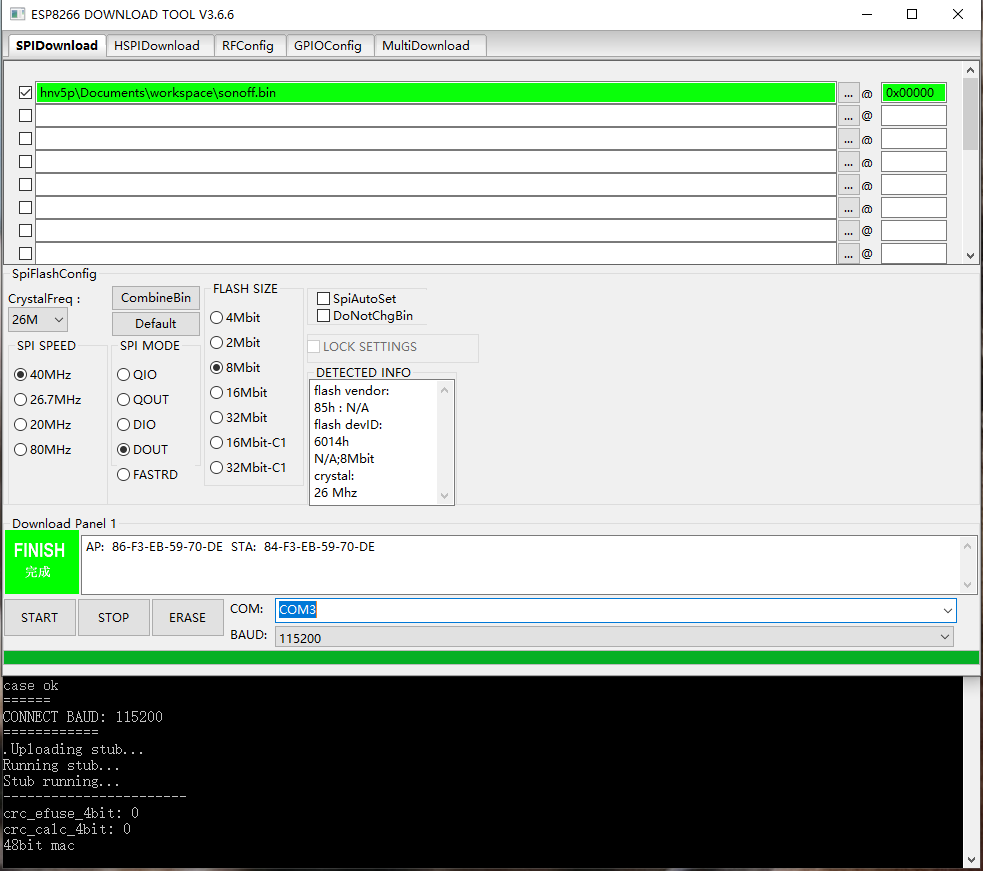 ESP8266 DOWNLOAD TOOL V3.6.6
SPIDownload HSPIDownload RFConfig GPIOConfig MultiDownload
hnv5p\Documents\workspace\sonoff.bin ... @ 0x00000
... @
... @
... @
... @
... @
... @
... @
SpiFlashConfig
CrystalFreq :
26M
CombineBin
Default
SPI SPEED
40MHz
26.7MHz
20MHz
80MHz
SPI MODE
QIO
QOUT
DIO
DOUT
FASTRD
FLASH SIZE
4Mbit
2Mbit
8Mbit
16Mbit
32Mbit
16Mbit-C1
32Mbit-C1
SpiAutoSet
DoNotChgBin
LOCK SETTINGS
DETECTED INFO
flash vendor:
85h : N/A
flash devID:
6014h
N/A;8Mbit
crystal:
26 Mhz
Download Panel 1
FINISH
完成
AP: 86-F3-EB-59-70-DE STA: 84-F3-EB-59-70-DE
START STOP ERASE
COM: COM3
BAUD: 115200
case ok
======
CONNECT BAUD: 115200
============
.Uploading stub...
Running stub...
Stub running...
-----------------------
crc_efuse_4bit: 0
crc_calc_4bit: 0
48bit mac